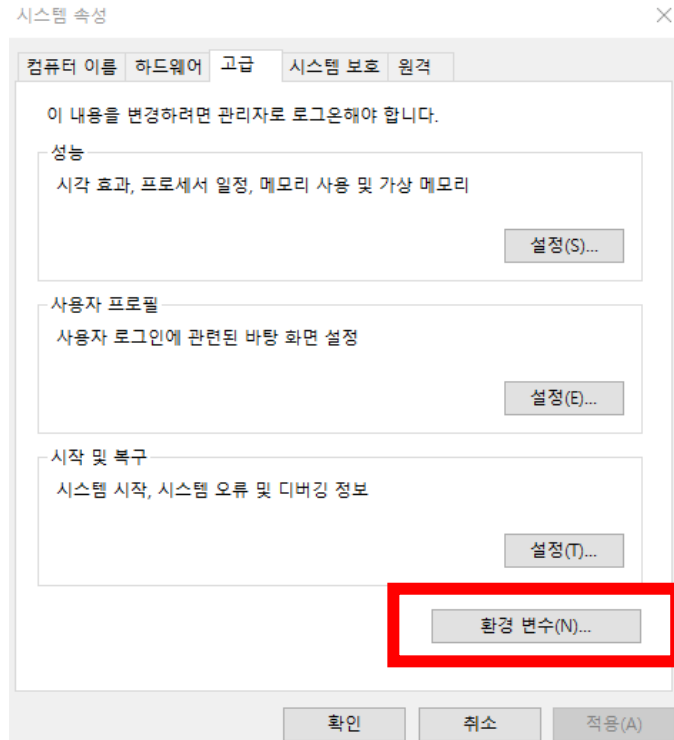 시스템 속성
컴퓨터 이름 하드웨어 고급 시스템 보호 원격
이 내용을 변경하려면 관리자로 로그온해야 합니다.
성능
시각 효과, 프로세서 일정, 메모리 사용 및 가상 메모리
설정(S)...
사용자 프로필
사용자 로그인에 관련된 바탕 화면 설정
설정(E)...
시작 및 복구
시스템 시작, 시스템 오류 및 디버깅 정보
설정(T)...
환경 변수(N)...
확인 취소 적용(A)